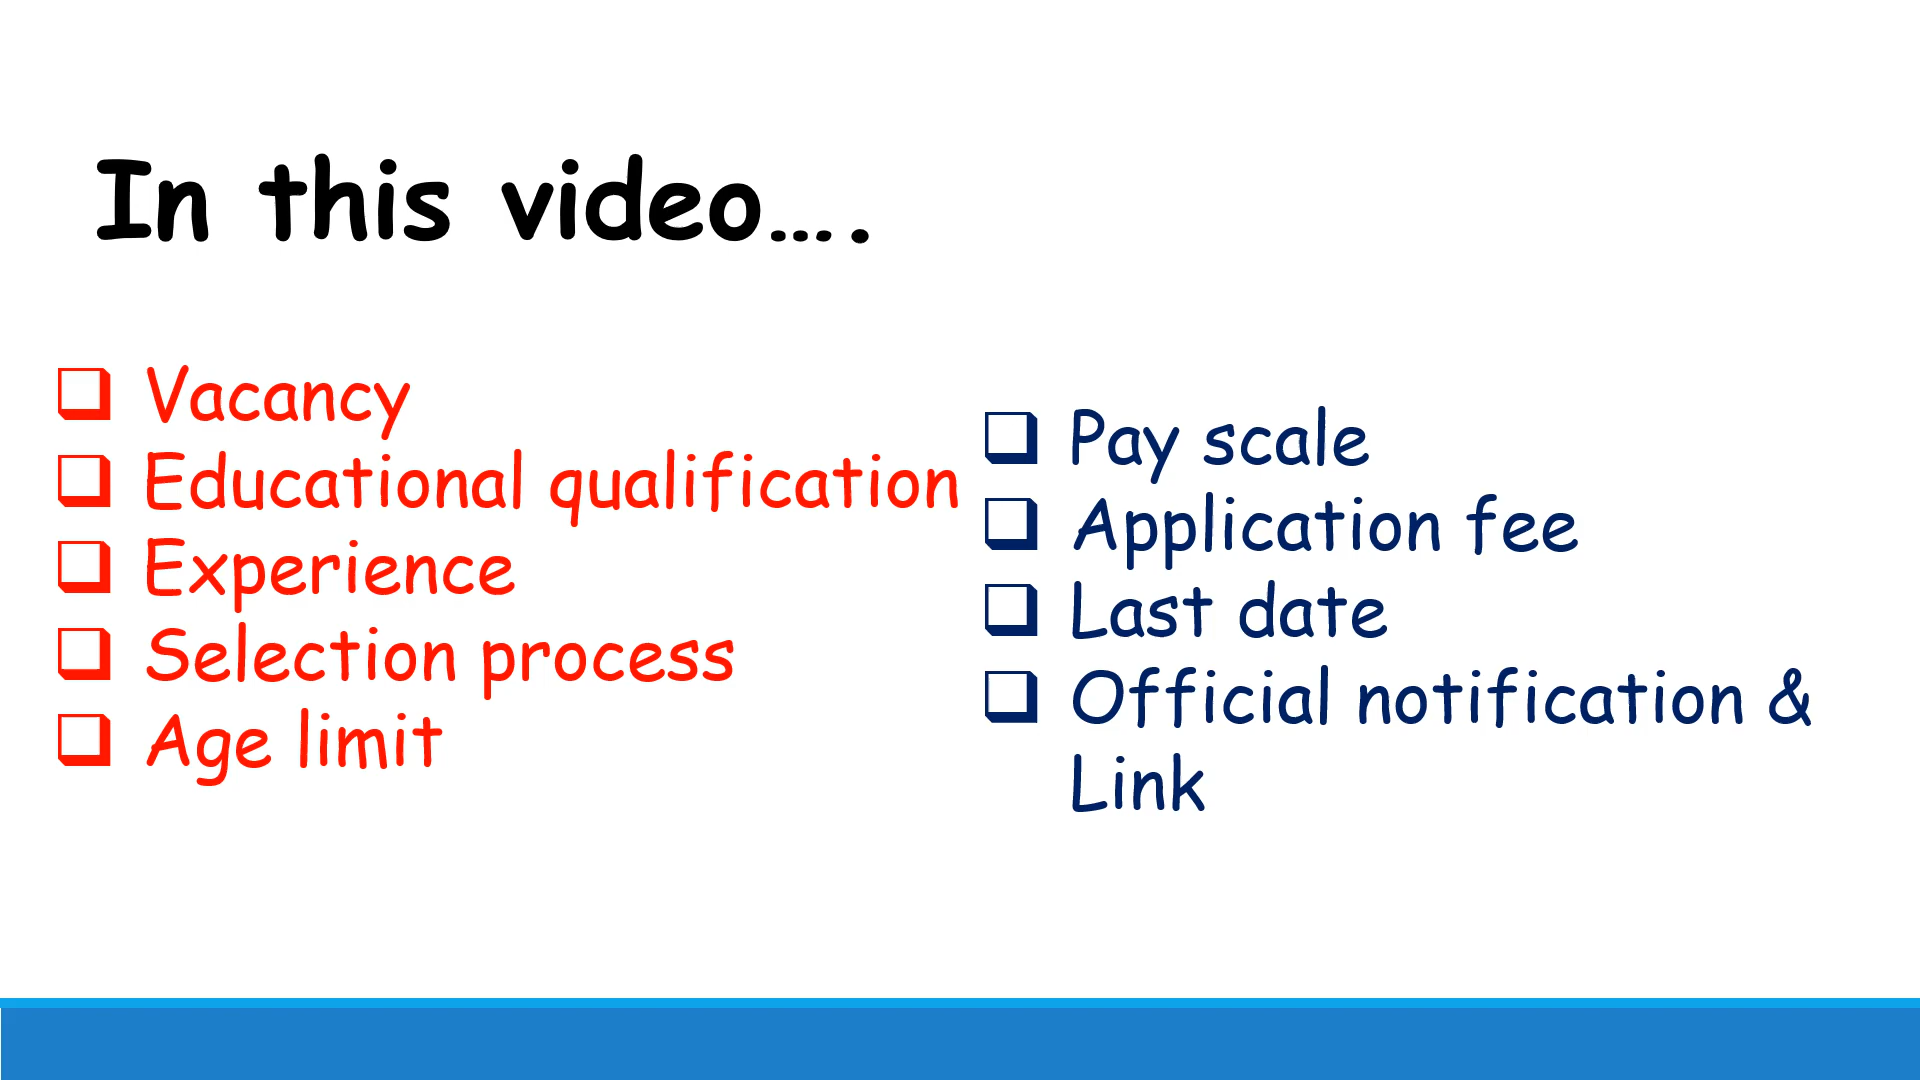 In this video….
❑ Vacancy
❑ Educational qualification
❑ Experience
❑ Selection process
❑ Age limit
❑ Pay scale
❑ Application fee
❑ Last date
❑ Official notification &
Link